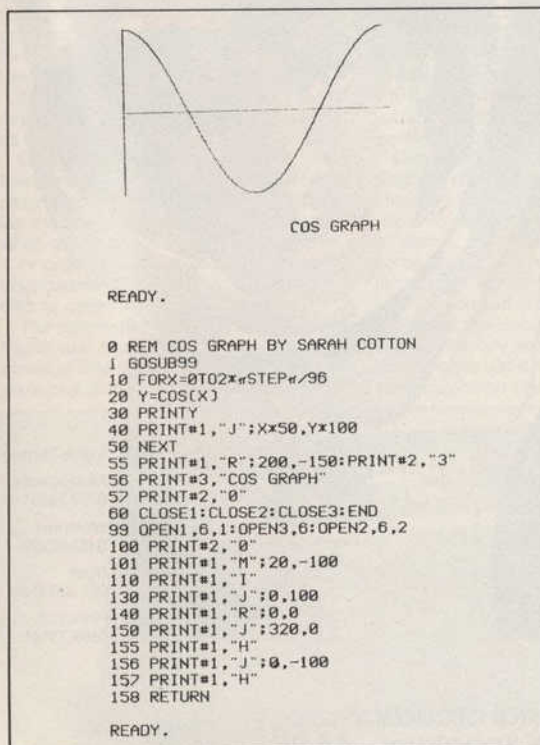 COS GRAPH
READY.
0 REM COS GRAPH BY SARAH COTTON
1 GOSUB99
10 FORX=0TO2*πSTEPπ/96
20 Y=COS(X)
30 PRINTY
40 PRINT#1,"J";X*50,Y*100
50 NEXT
55 PRINT#1,"R";200,-150:PRINT#2,"3"
56 PRINT#3,"COS GRAPH"
57 PRINT#2,"0"
60 CLOSE1:CLOSE2:CLOSE3:END
99 OPEN1,6,1:OPEN3,6:OPEN2,6,2
100 PRINT#2,"0"
101 PRINT#1,"M";20,-100
110 PRINT#1,"I"
130 PRINT#1,"J";0,100
140 PRINT#1,"R";0,0
150 PRINT#1,"J";320,0
155 PRINT#1,"H"
156 PRINT#1,"J";0,-100
157 PRINT#1,"H"
158 RETURN
READY.